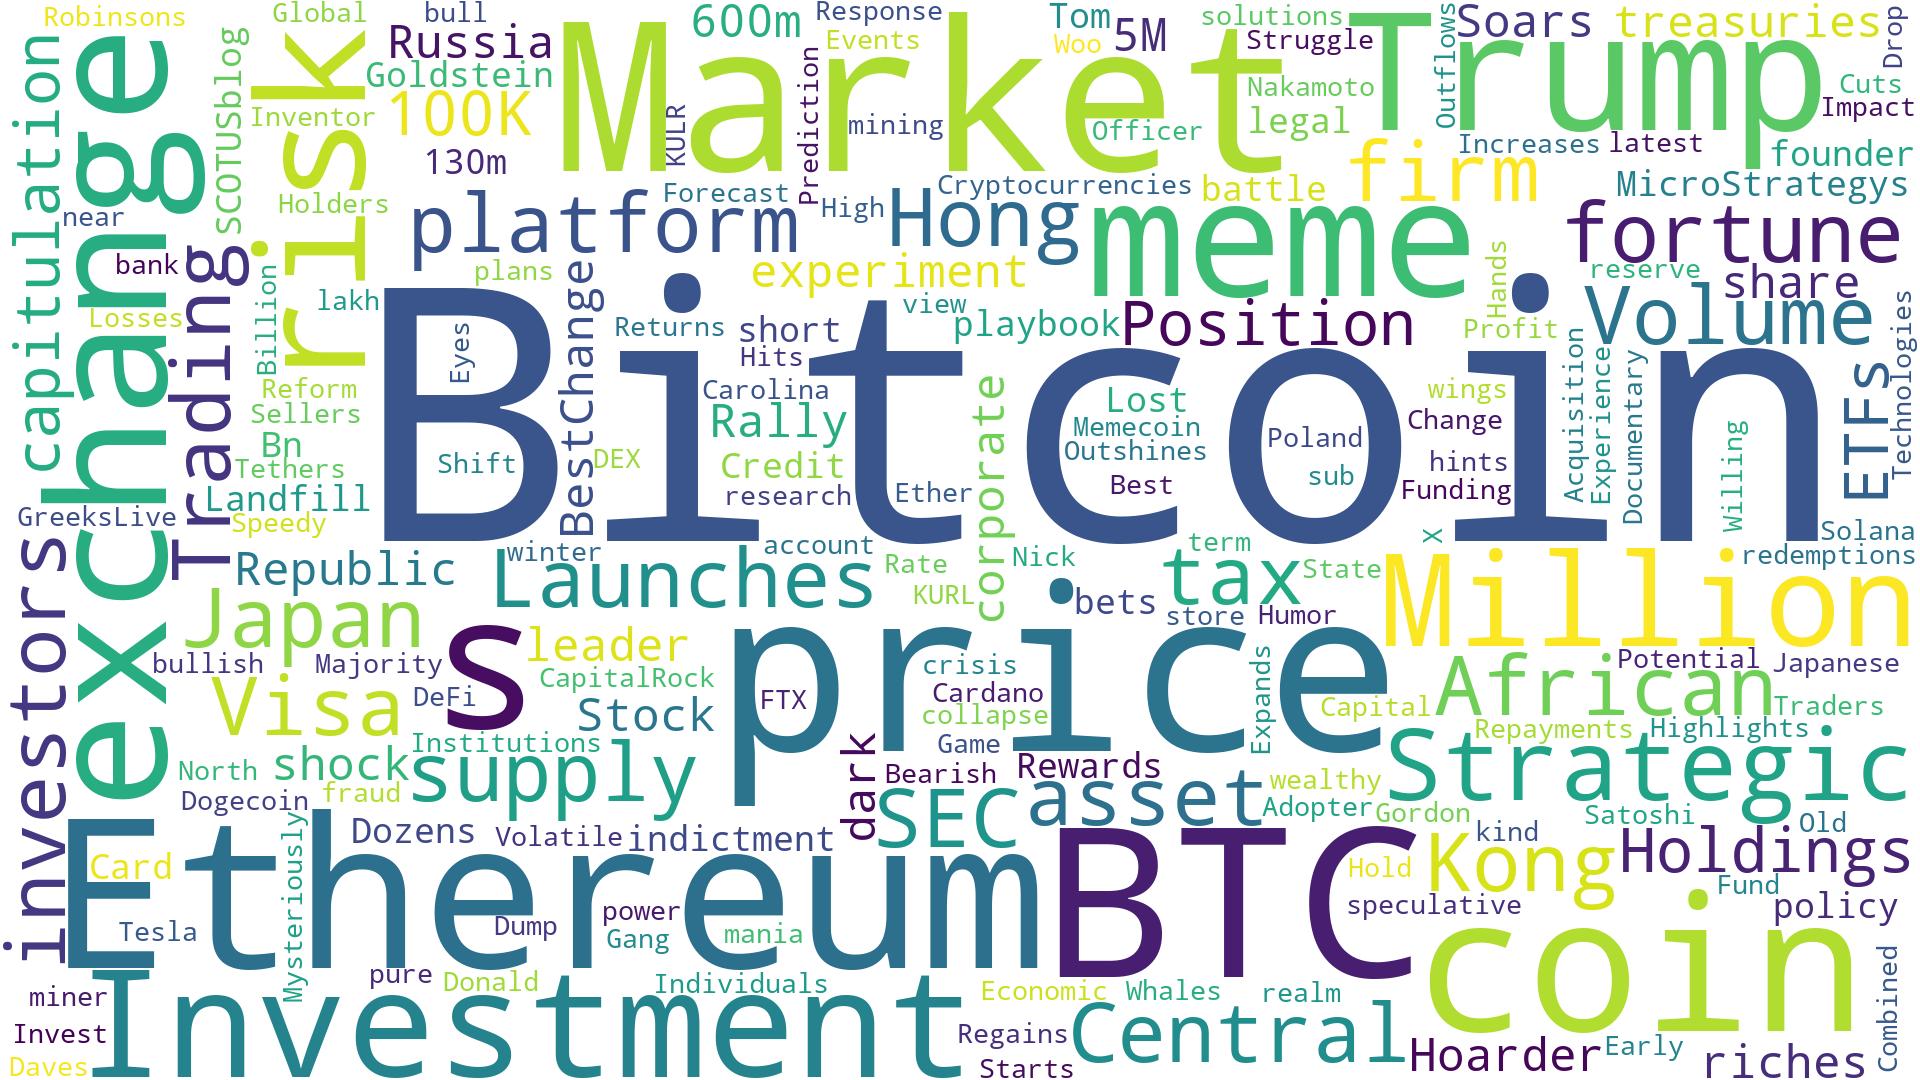 Robinsons
Global
bull
Russia
600m
Response
Events
Tom
Woo
5M
solutions
Struggle
Trump
Soars
treasuries
Drop
Market
Goldstein
100K
Inventor
130m
KULR
Prediction
mining
Officer
Nakamoto
legal
Outflows
Cuts
Impact
Increases
latest
founder
exchange
capitulation
SCOTUSblog
risk
Holders
near
bank
Losses
Trading
Billion
lakh
platform
Forecast
High
Cryptocurrencies
Hong
battle
firm
MicroStrategys
meme
fortune
plans
experiment
view
playbook
Position
Hands
Profit
reserve
share
Volume
Technologies
Bitcoin
Eyes
Shift
BestChange
Returns
short
Hits
Carolina
Rally
Credit
research
DEX
Ether
corporate
Lost
Memecoin
Outshines
Best
Poland
sub
wings
Change
hints
Funding
Acquisition
Experience
Documentary
Willing
ETFs
Reform
Sellers
Bn
Tethers
Landfill
GreeksLive
Speedy
Solana
redemptions
investors
Republic
winter
Launches
account
Rate
KURL
Nick
bets
term
tax
State
store
Humor
X
Million
Japan
bullish
Majority
s
leader
CapitalRock
price
crisis
Cardano
collapse
FTX
Game
Expands
Capital
African
Potential
Japanese
Traders
Repayments
Highlights
Visa
DeFi
Stock
Institutions
supply
North
shock
Dogecoin
fraud
dark
Bearish
Rewards
SEC
asset
wealthy
Adopter
Gordon
Strategic
Satoshi
Old
kind
Ethereum
Card
Tesla
Mysteriously
Dozens
Volatile
indictment
Dump
power
Gang
mania
BTC
Hold
Kong
Holdings
speculative
Fund
policy
coin
miner
Invest
Daves
Investment
pure
Donald
Individuals
Economic
Whales
realm
Regains
Starts
Central
Hoarder
Early
riches
Combined